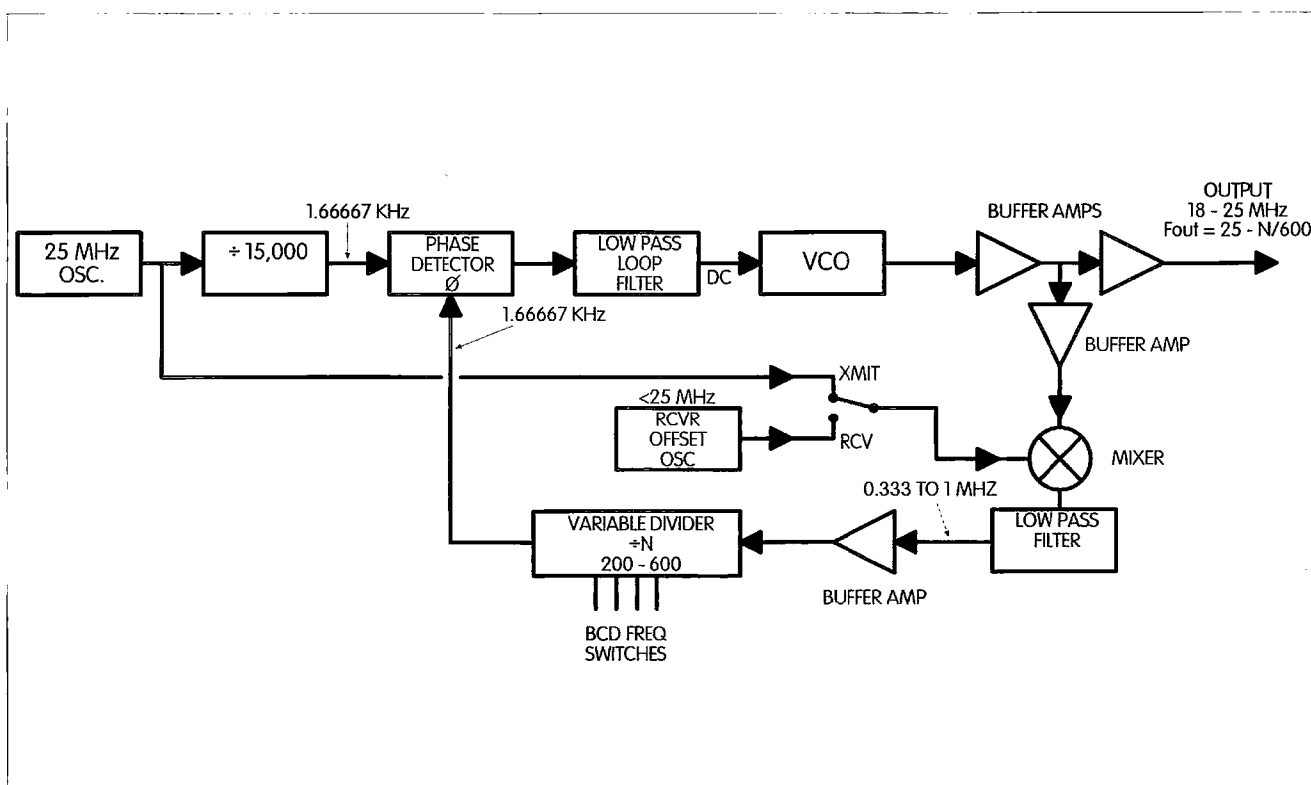 OUTPUT
18 - 25 MHz
Fout = 25 - N/600
BUFFER AMPS
1.66667 KHz
25 MHz
OSC.
÷ 15,000
PHASE
DETECTOR
Ø
LOW PASS
LOOP
FILTER
DC
VCO
1.66667 KHz
BUFFER AMP
XMIT
<25 MHz
RCVR
OFFSET
OSC
RCV
MIXER
0.333 TO 1 MHZ
LOW PASS
FILTER
VARIABLE DIVIDER
÷N
200 - 600
BUFFER AMP
BCD FREQ
SWITCHES